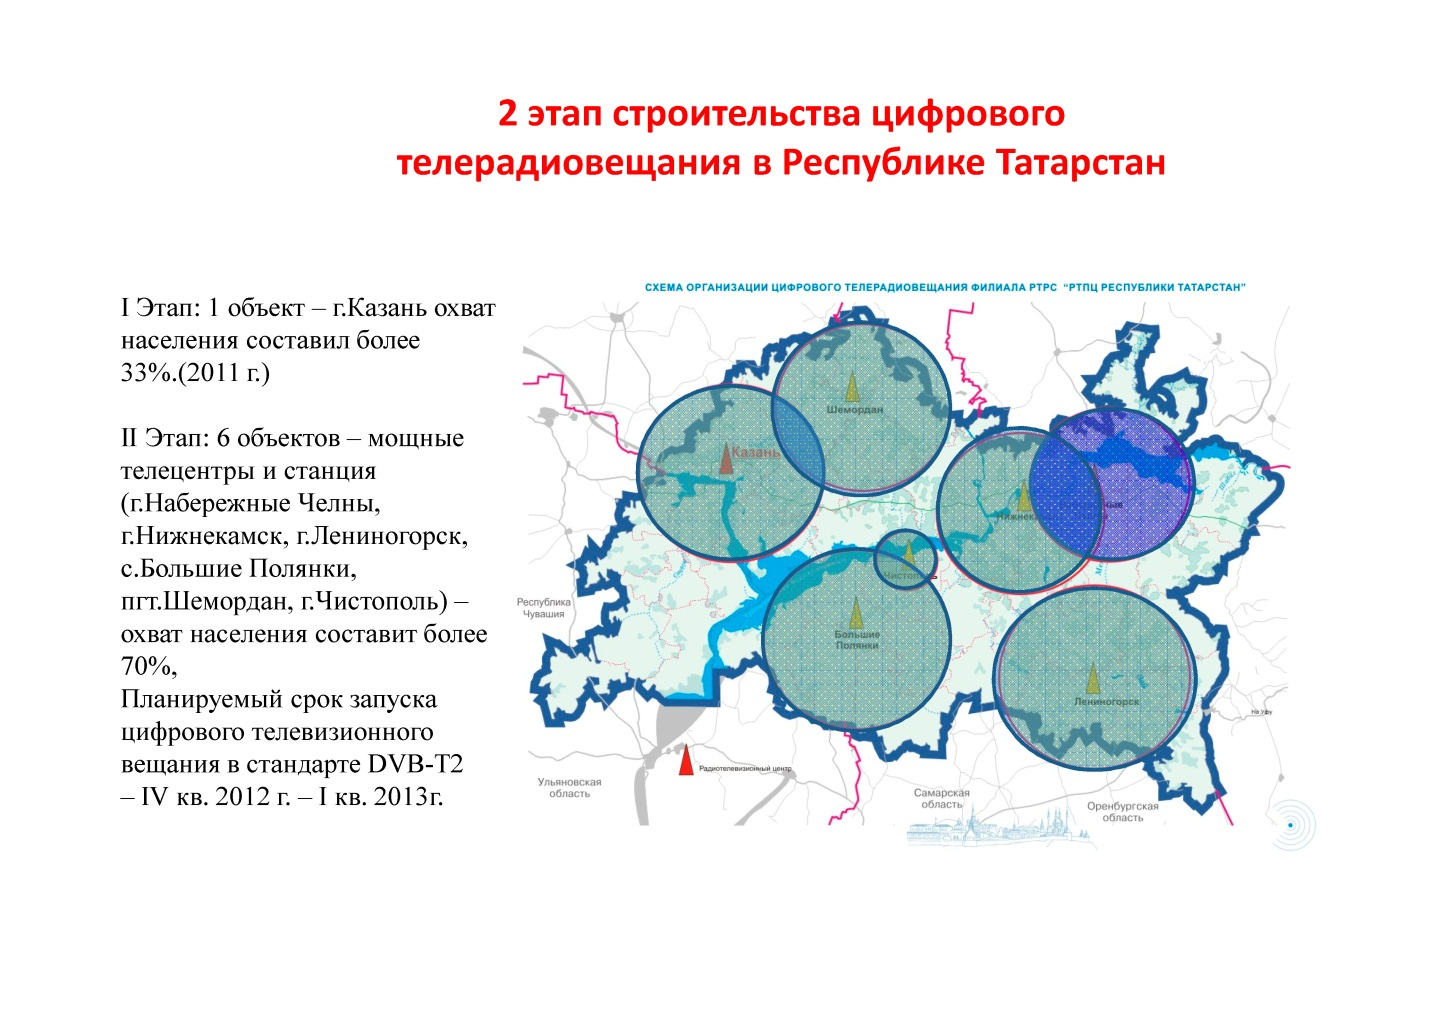 2 этап строительства цифрового
телерадиовещания в Республике Татарстан
I Этап: 1 объект – г.Казань охват
населения составил более
33%.(2011 г.)
II Этап: 6 объектов – мощные
телецентры и станция
(г.Набережные Челны,
г.Нижнекамск, г.Лениногорск,
с.Большие Полянки,
пгт.Шемордан, г.Чистополь) –
охват населения составит более
70%,
Планируемый срок запуска
цифрового телевизионного
вещания в стандарте DVB-T2
– IV кв. 2012 г. – I кв. 2013г.
СХЕМА ОРГАНИЗАЦИИ ЦИФРОВОГО ТЕЛЕРАДИОВЕЩАНИЯ ФИЛИАЛА РТРС “РТПЦ РЕСПУБЛИКИ ТАТАРСТАН”
Шемордан
Казань
Чистополь
Большие
Полянки
Лениногорск
Республика
Чувашия
На Уфу
Радиотелевизионный центр
Ульяновская
область
Самарская
область
Оренбургская
область